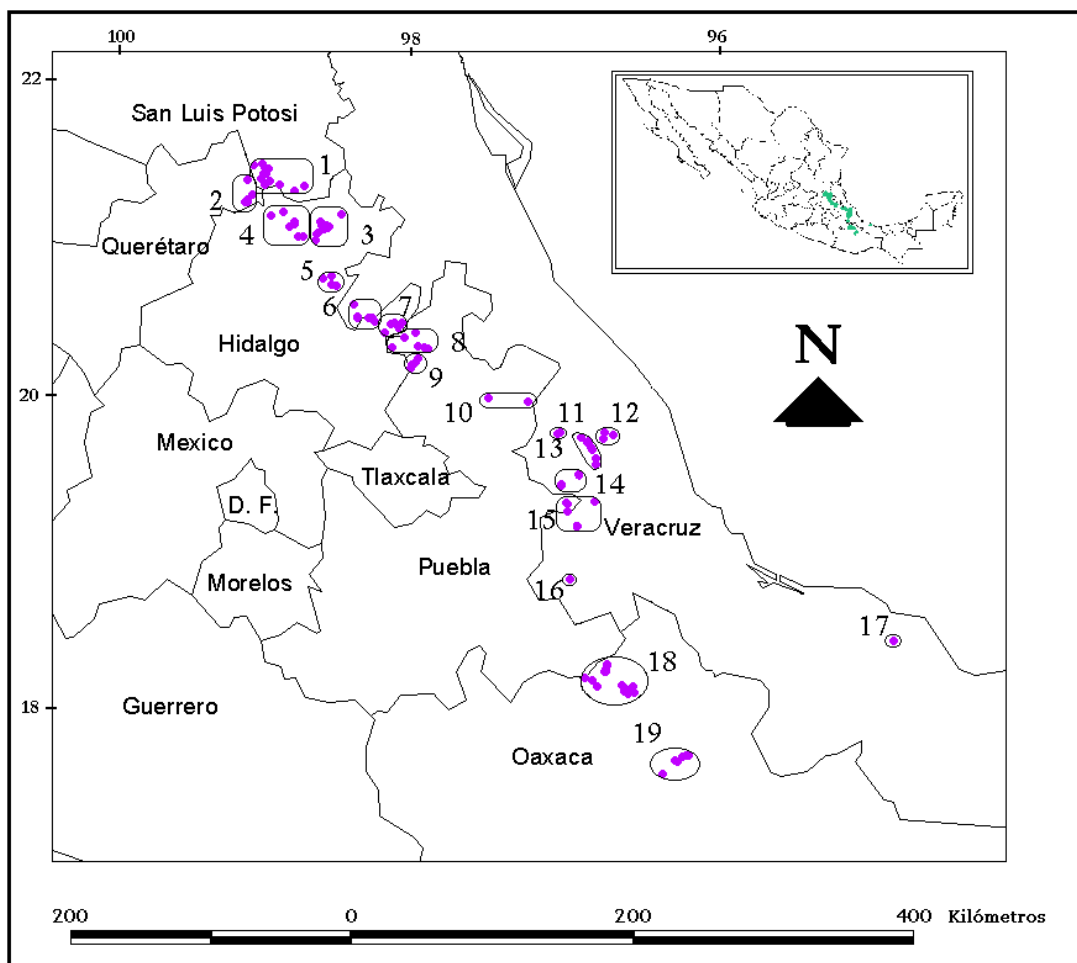 100
98
96
22
San Luis Potosi
1
2
Querétaro
4
3
5
6
7
Hidalgo
8
N
9
20
10
11
12
Mexico
13
Tlaxcala
14
D. F.
15
Veracruz
Puebla
Morelos
16
17
18
18
Guerrero
19
Oaxaca
200
0
200
400
Kilómetros